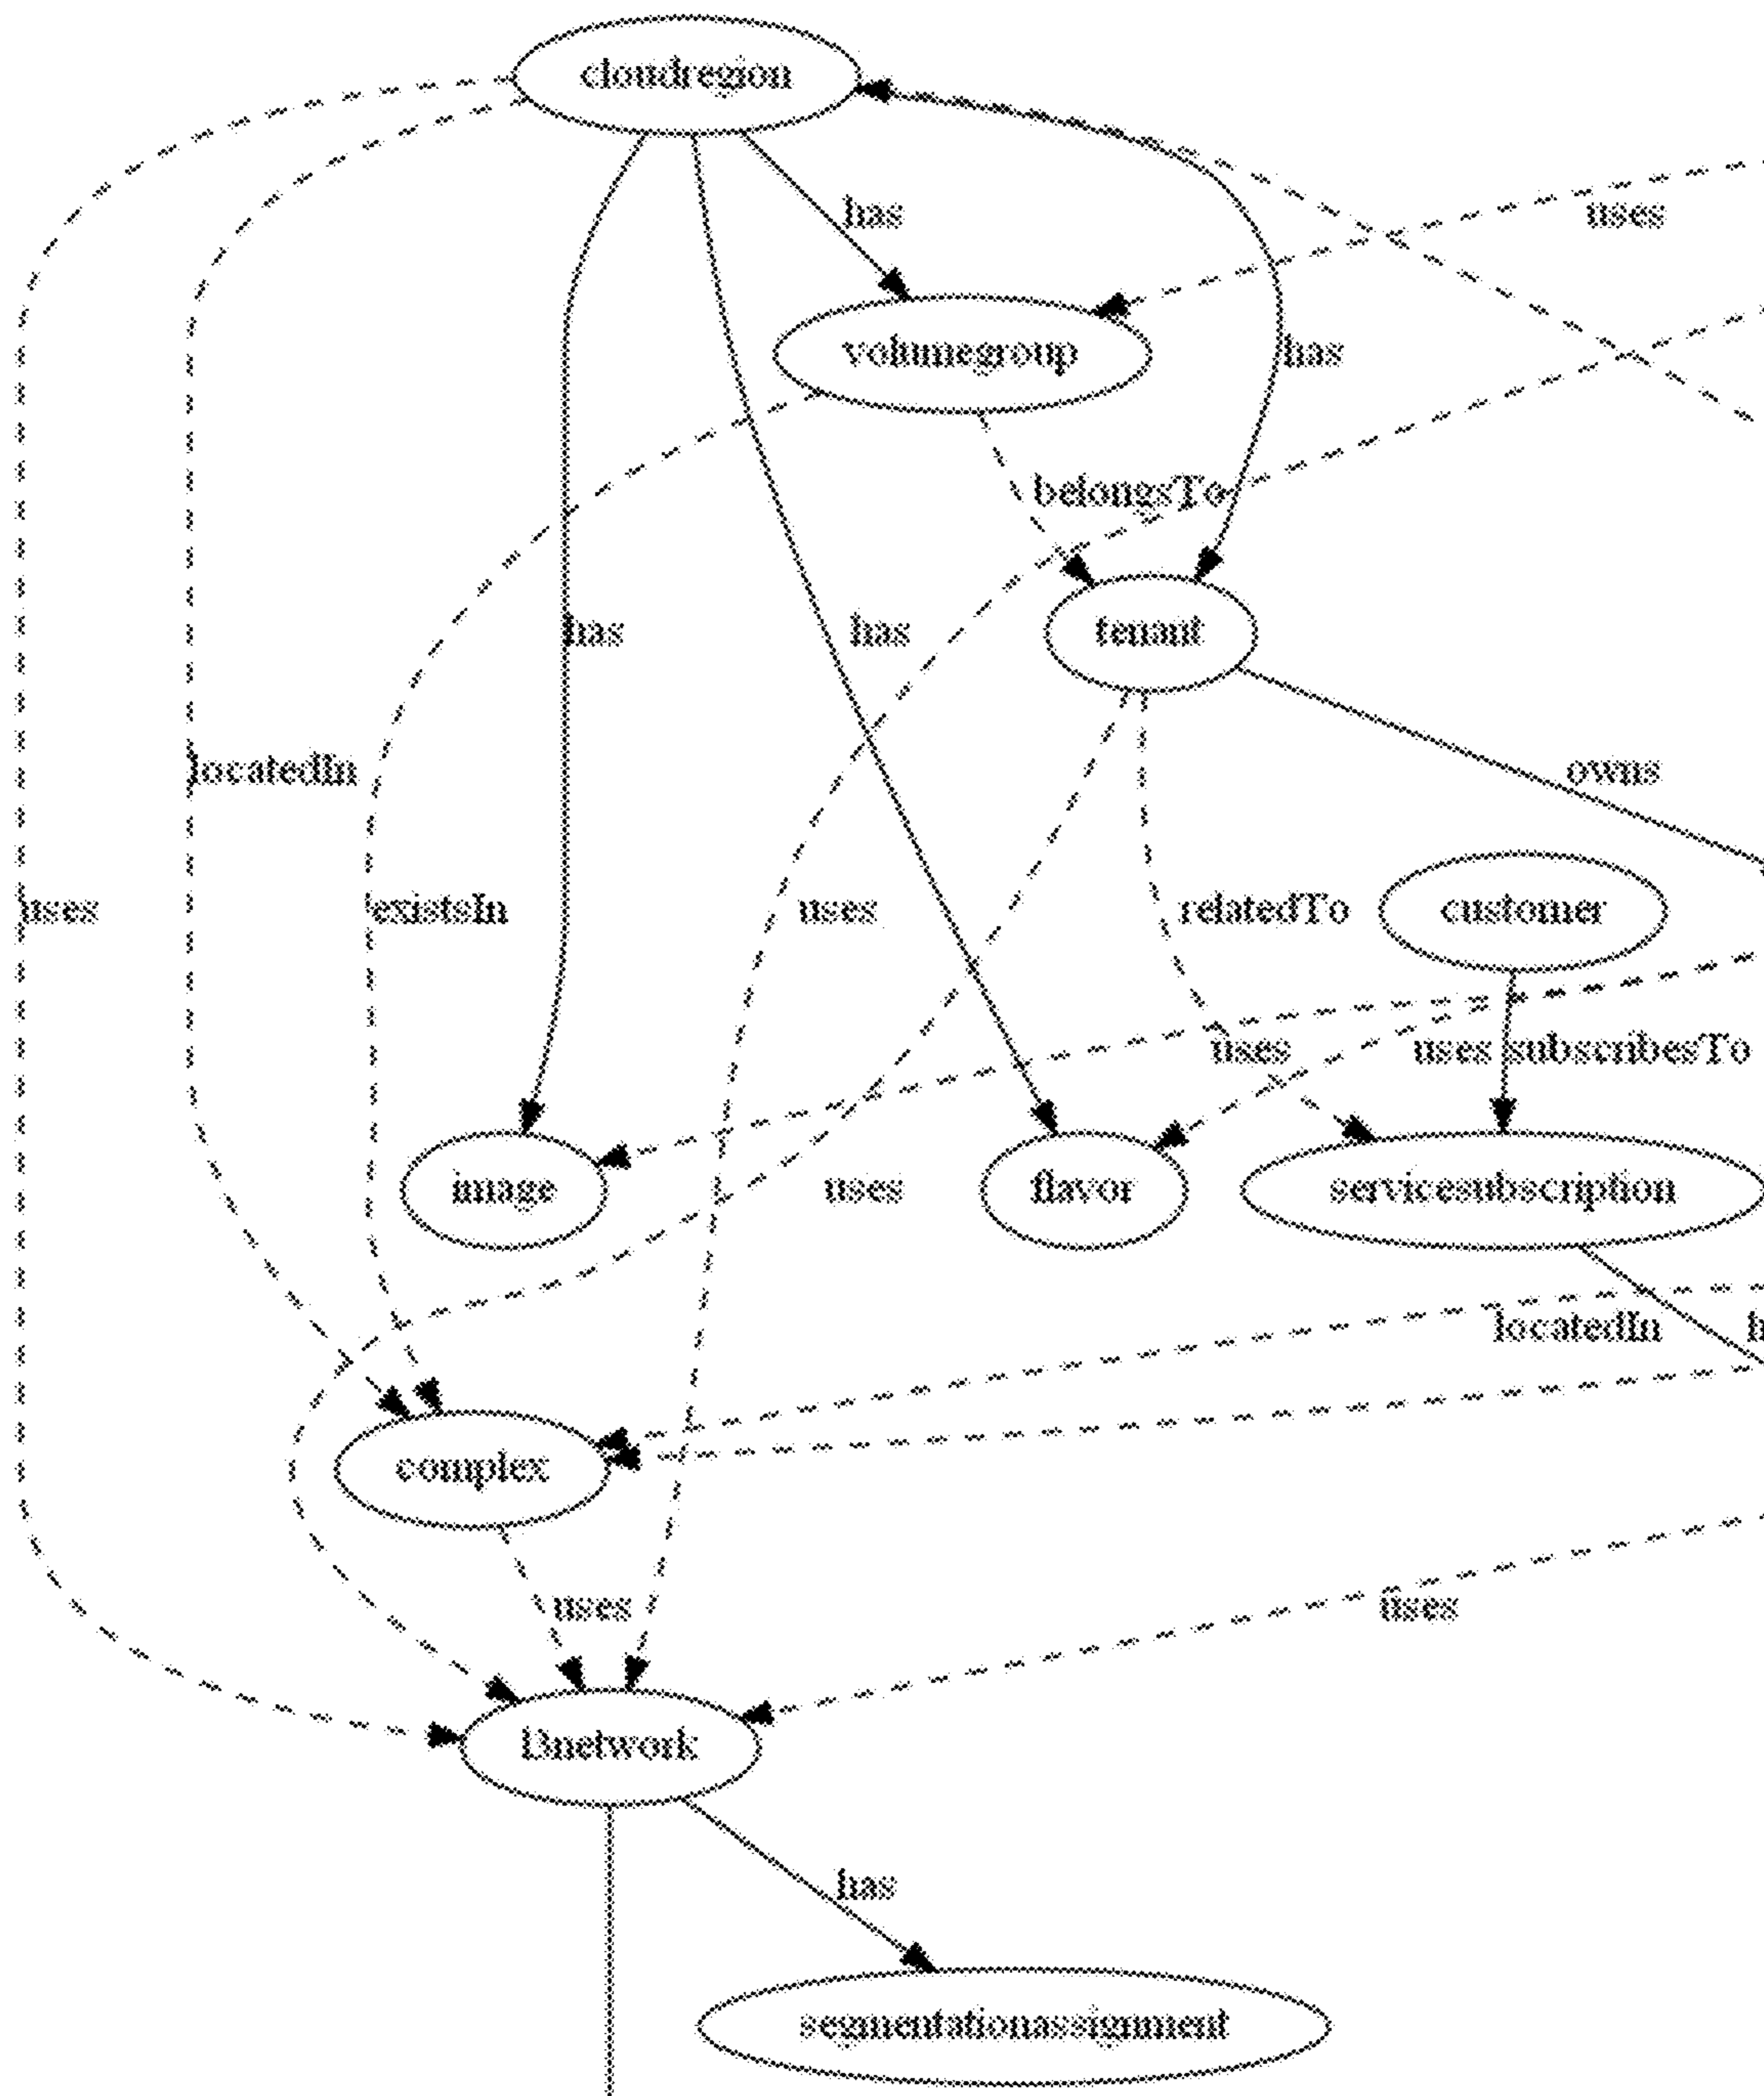 cloudregion
has
uses
volumegroup
has
belongsTo
has
has
tenant
locatedIn
owns
uses
existsIn
uses
relatedTo
customer
uses
uses subscribesTo
image
uses
flavor
servicesubscription
locatedIn
h
complex
uses
uses
l3network
has
segmentationassignment